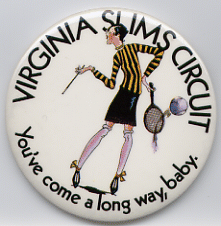 VIRGINIA SLIMS CIRCUIT
You've come a long way, baby.